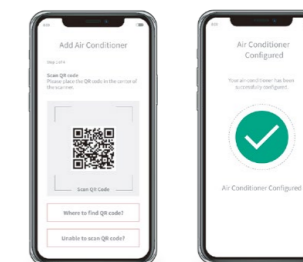 Add Air Conditioner
Scan QR code
Please place the QR code in the center of
the scanner.
Scan QR Code
Where to find QR code?
Unable to scan QR code?
Air Conditioner
Configured
Your air conditioner has been
successfully configured.
Air Conditioner Configured